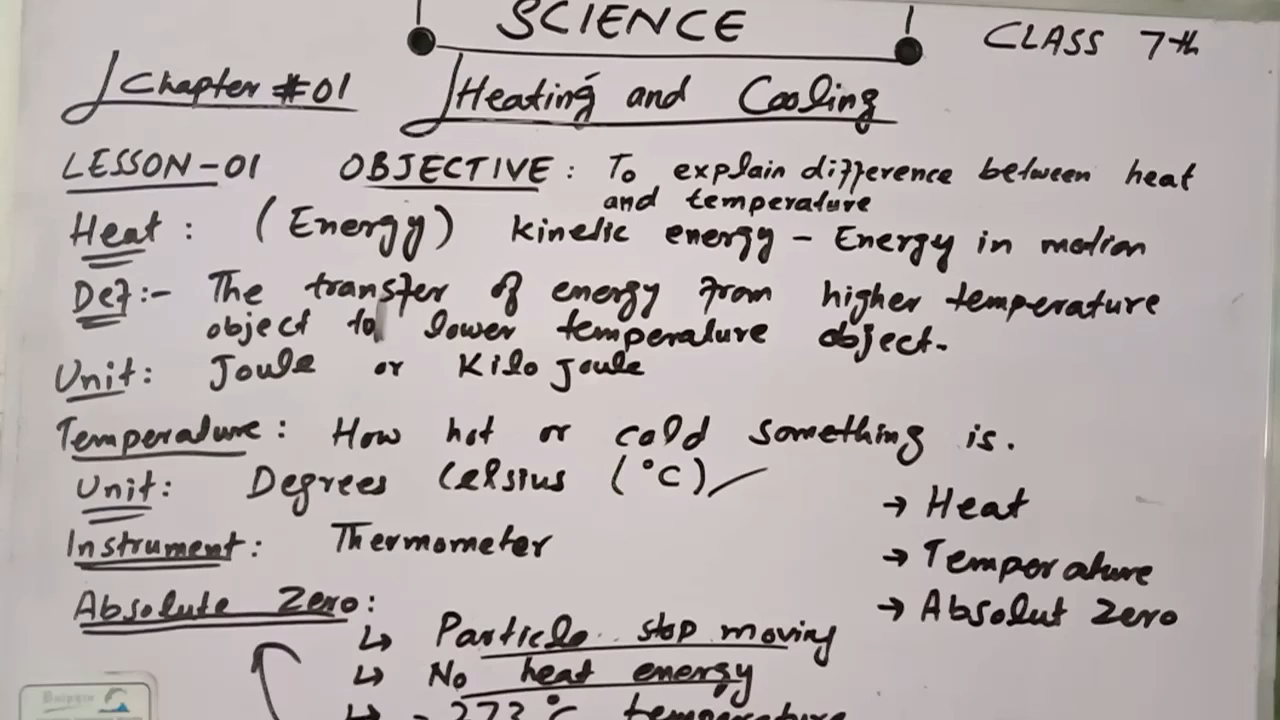 SCIENCE
CLASS 7th
Chapter #01 Heating and Cooling
LESSON-01 OBJECTIVE: To explain difference between heat
and temperature
Heat: (Energy) kinetic energy - Energy in motion
Def:- The transfer of energy from higher temperature
object to lower temperature object.
Unit: Joule or Kilo joule
Temperature: How hot or cold something is.
Unit: Degrees Celsius (°C)
→ Heat
Instrument: Thermometer
→ Temperature
Absolute Zero:
→ Absolut Zero
↳ Particle stop moving
↳ No heat energy
↳ -273°C temperature